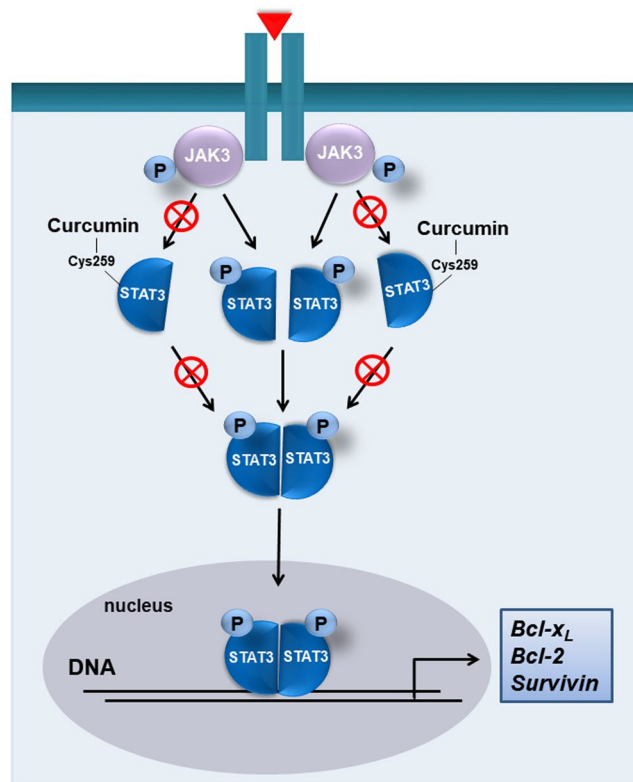 JAK3
JAK3
P
P
Curcumin
Curcumin
Cys259
Cys259
P
P
STAT3
STAT3
STAT3
STAT3
P
P
STAT3
STAT3
nucleus
P
P
Bcl-xL
DNA
STAT3
STAT3
Bcl-2
Survivin